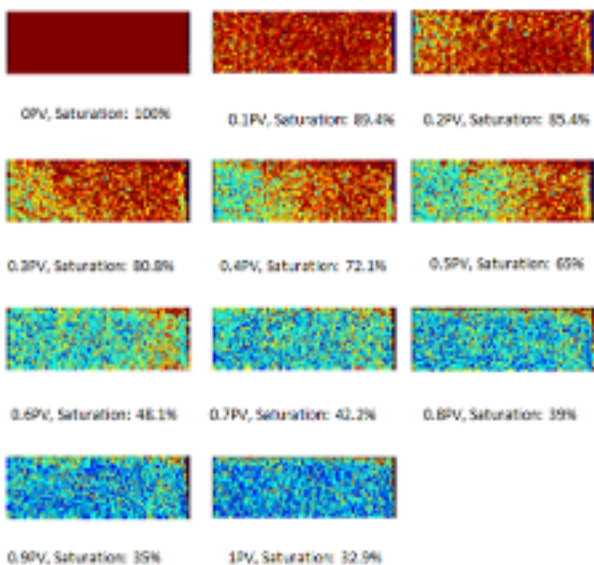 0PV, Saturation: 100%
0.1PV, Saturation: 89.4%
0.2PV, Saturation: 85.4%
0.3PV, Saturation: 80.8%
0.4PV, Saturation: 72.1%
0.5PV, Saturation: 65%
0.6PV, Saturation: 48.1%
0.7PV, Saturation: 42.2%
0.8PV, Saturation: 39%
0.9PV, Saturation: 35%
1PV, Saturation: 32.9%